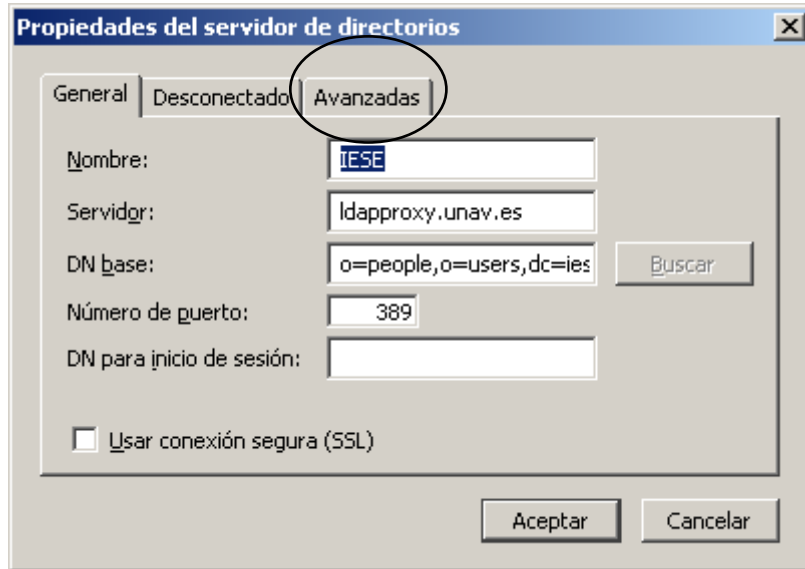 Propiedades del servidor de directorios
General Desconectado Avanzadas
Nombre: IESE
Servidor: ldapproxy.unav.es
DN base: o=people,o=users,dc=ies Buscar
Número de puerto: 389
DN para inicio de sesión:
Usar conexión segura (SSL)
Aceptar Cancelar